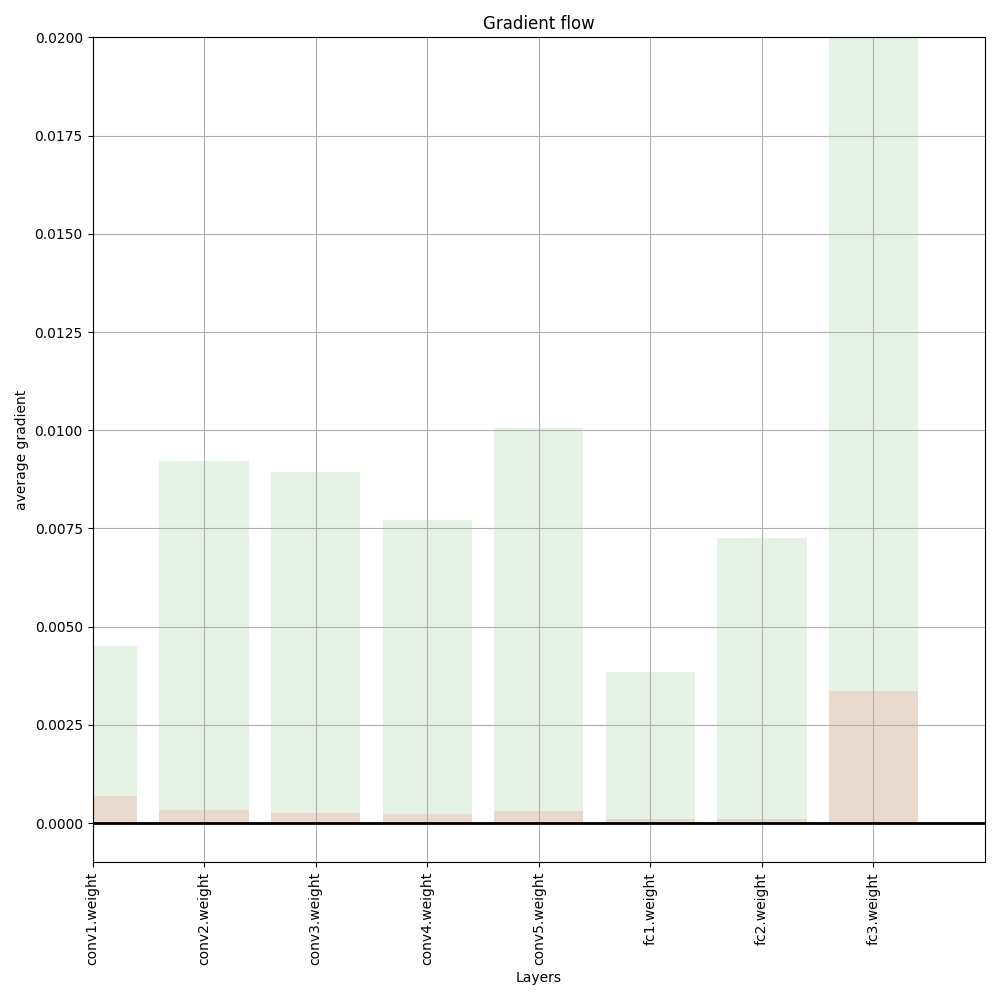 Gradient flow
0.0200
0.0175
0.0150
0.0125
0.0100
0.0075
0.0050
0.0025
0.0000
average gradient
conv1.weight
conv2.weight
conv3.weight
conv4.weight
conv5.weight
fc1.weight
fc2.weight
fc3.weight
Layers